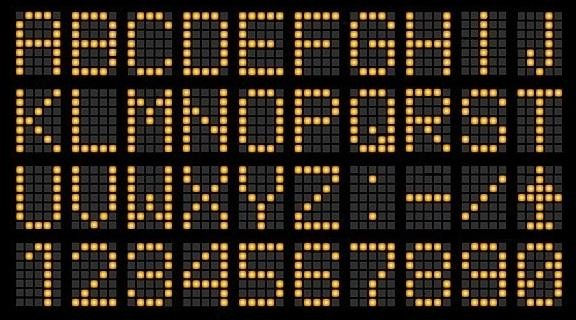 ABCDEFGHIJ
KLMNOPQRST
UVWXYZ:-/+
1234567890